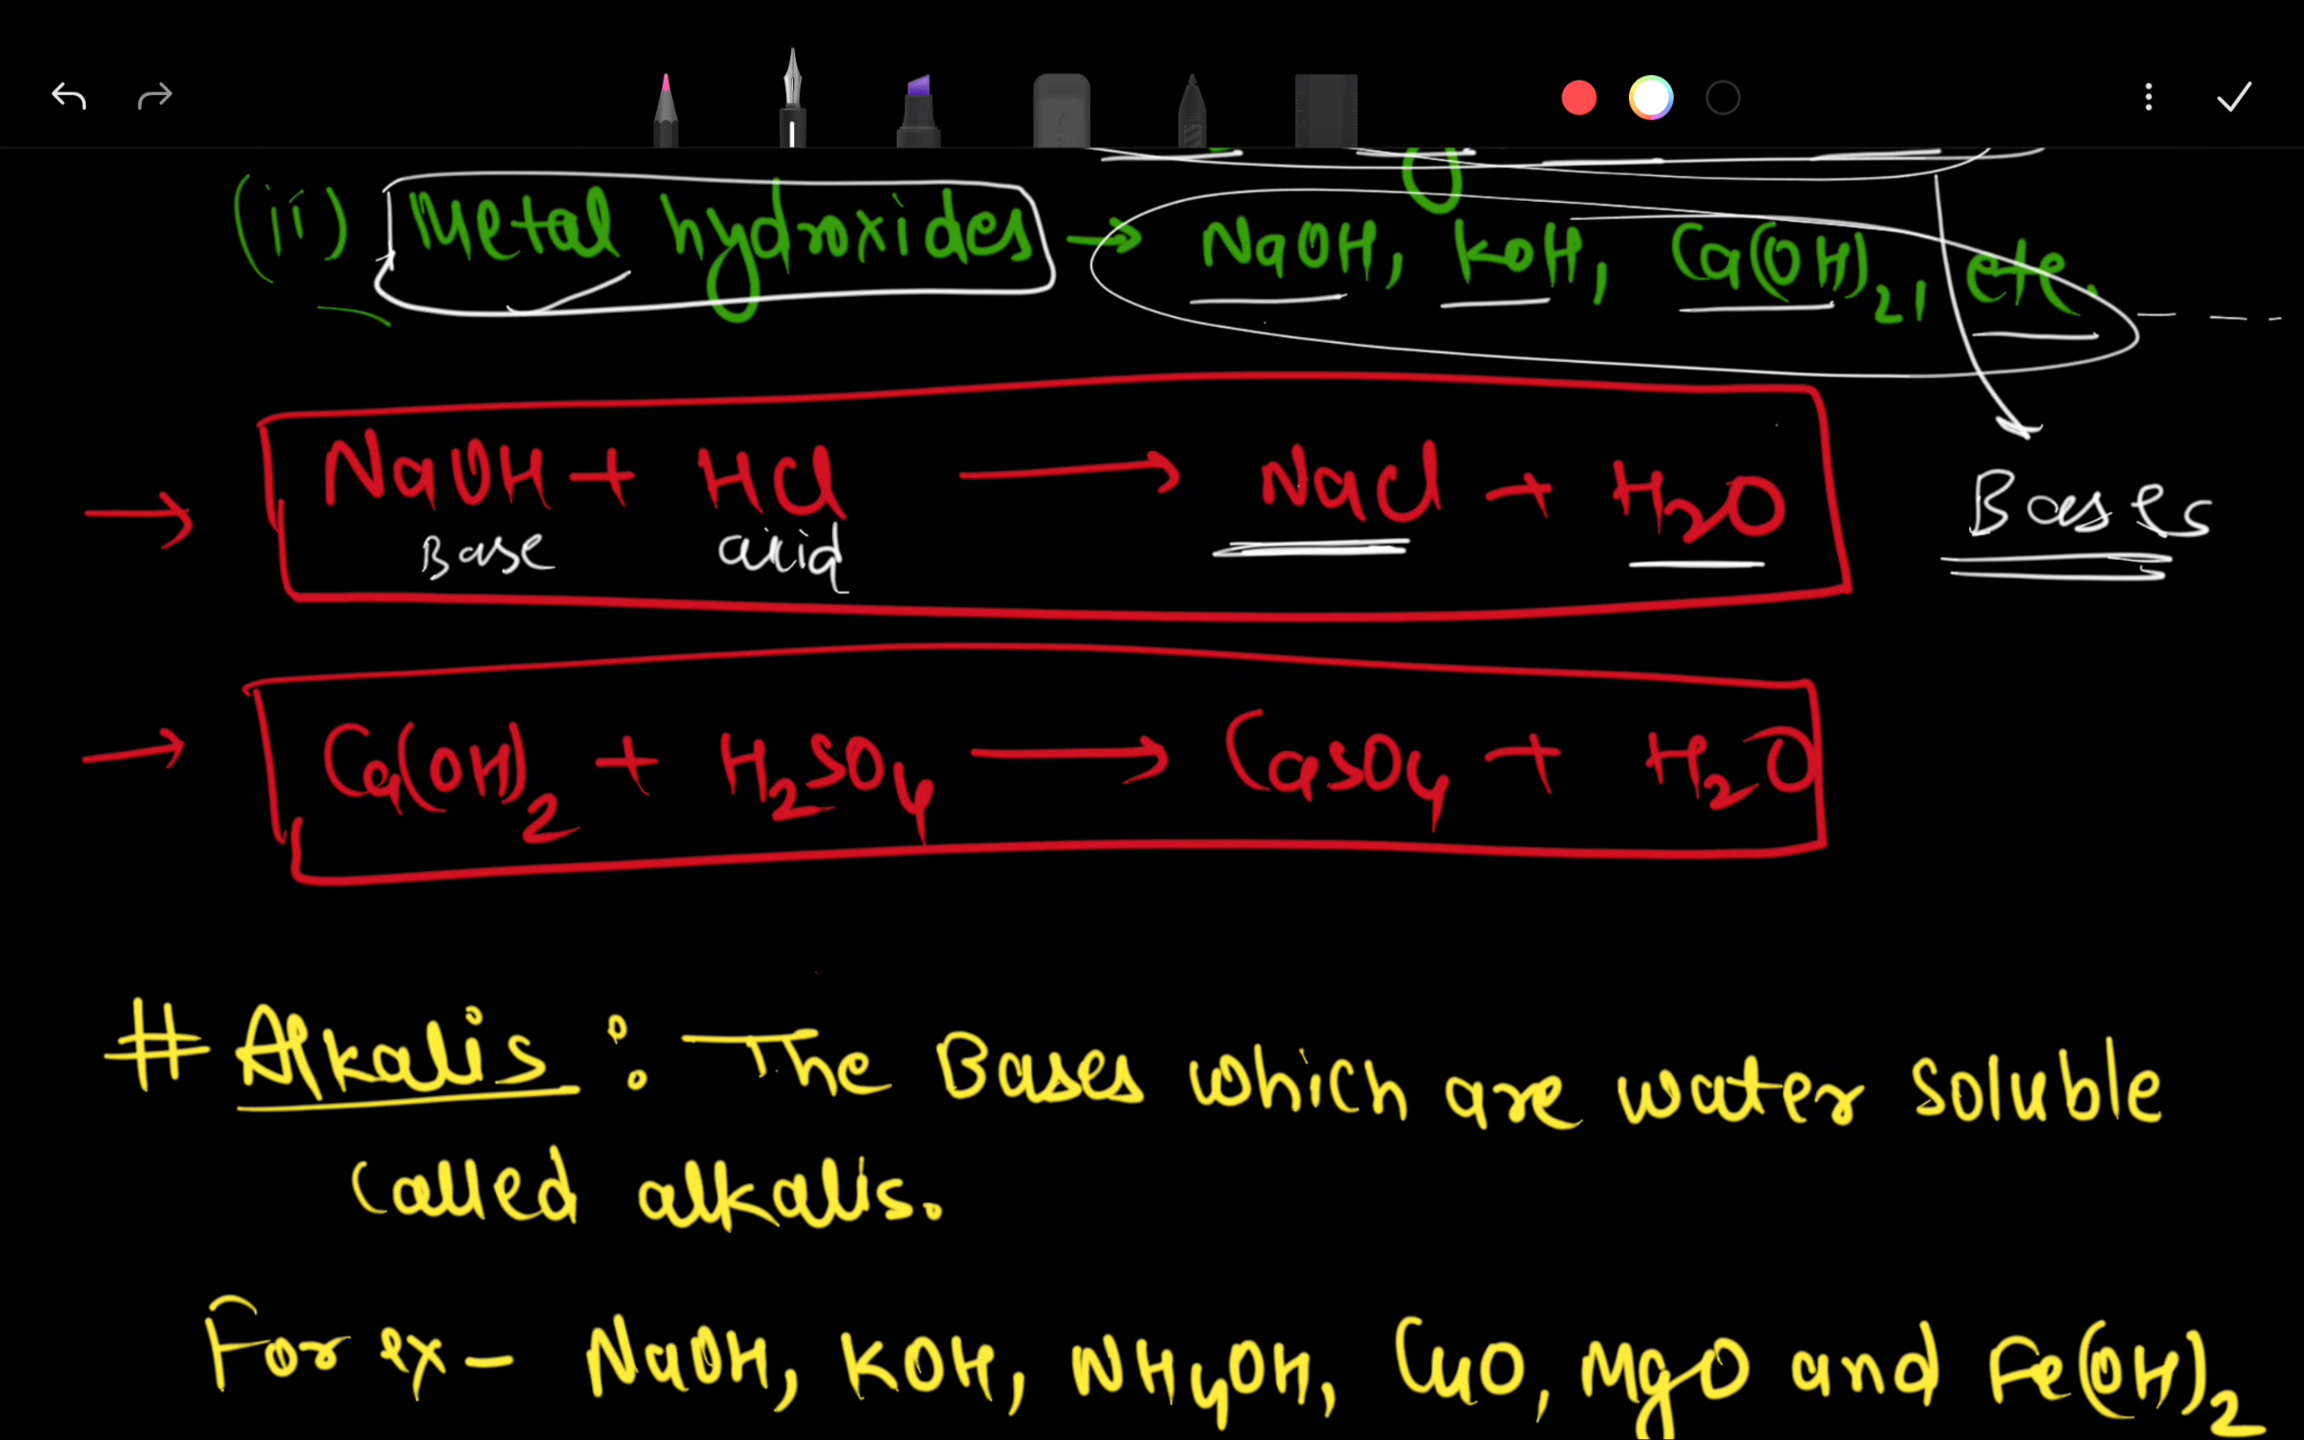 (ii) Metal hydroxides → NaOH, KOH, Ca(OH)₂, etc.
→ NaOH + HCl ⟶ NaCl + H₂O
Base acid
Bases
→ Ca(OH)₂ + H₂SO₄ ⟶ CaSO₄ + H₂O
# Alkalis : The Bases which are water soluble
called alkalis.
For ex – NaOH, KOH, NH₄OH, CuO, MgO and Fe(OH)₂